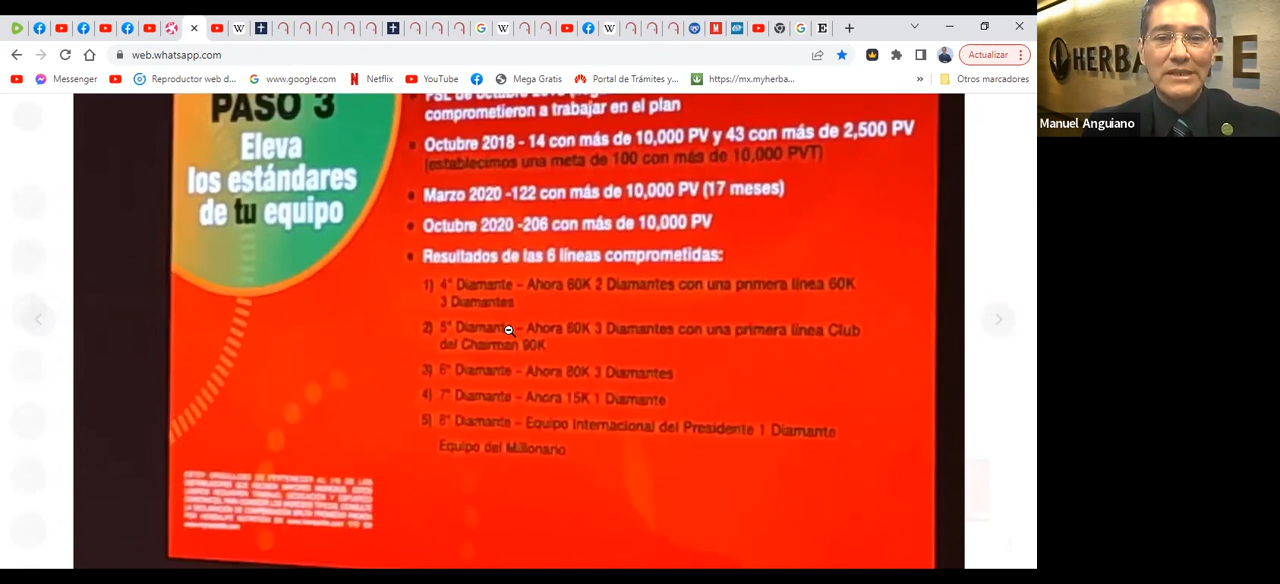 web.whatsapp.com
Actualizar
Messenger
Reproductor web d...
www.google.com
Netflix
YouTube
Mega Gratis
Portal de Trámites y...
https://mx.myherba...
»
Otros marcadores
HERBALIFE
Manuel Anguiano
PASO 3
Eleva
los estándares
de tu equipo
comprometieron a trabajar en el plan
Octubre 2018 - 14 con más de 10,000 PV y 43 con más de 2,500 PV
(establecimos una meta de 100 con más de 10,000 PVT)
Marzo 2020 -122 con más de 10,000 PV (17 meses)
Octubre 2020 -206 con más de 10,000 PV
Resultados de las 6 líneas comprometidas:
1) 4° Diamante – Ahora 60K 2 Diamantes con una primera línea 60K
3 Diamantes
2) 5° Diamante – Ahora 80K 3 Diamantes con una primera línea Club
del Chairman 90K
3) 6° Diamante – Ahora 80K 3 Diamantes
4) 7° Diamante – Ahora 15K 1 Diamante
5) 8° Diamante – Equipo Internacional del Presidente 1 Diamante
Equipo del Millonario